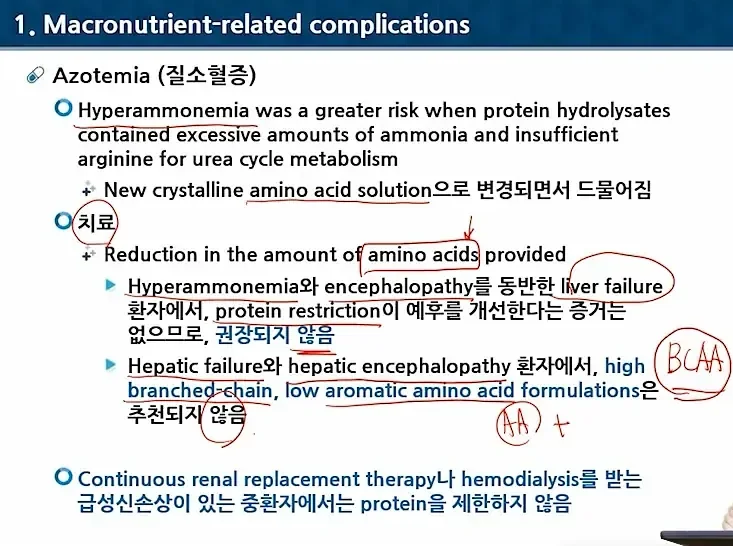 1. Macronutrient-related complications
Azotemia (질소혈증)
Hyperammonemia was a greater risk when protein hydrolysates
contained excessive amounts of ammonia and insufficient
arginine for urea cycle metabolism
New crystalline amino acid solution으로 변경되면서 드물어짐
치료
Reduction in the amount of amino acids provided
Hyperammonemia와 encephalopathy를 동반한 liver failure
환자에서, protein restriction이 예후를 개선한다는 증거는
없으므로, 권장되지 않음
Hepatic failure와 hepatic encephalopathy 환자에서, high
BCAA
branched-chain, low aromatic amino acid formulations은
추천되지 않음
AA +
Continuous renal replacement therapy나 hemodialysis를 받는
급성신손상이 있는 중환자에서는 protein을 제한하지 않음